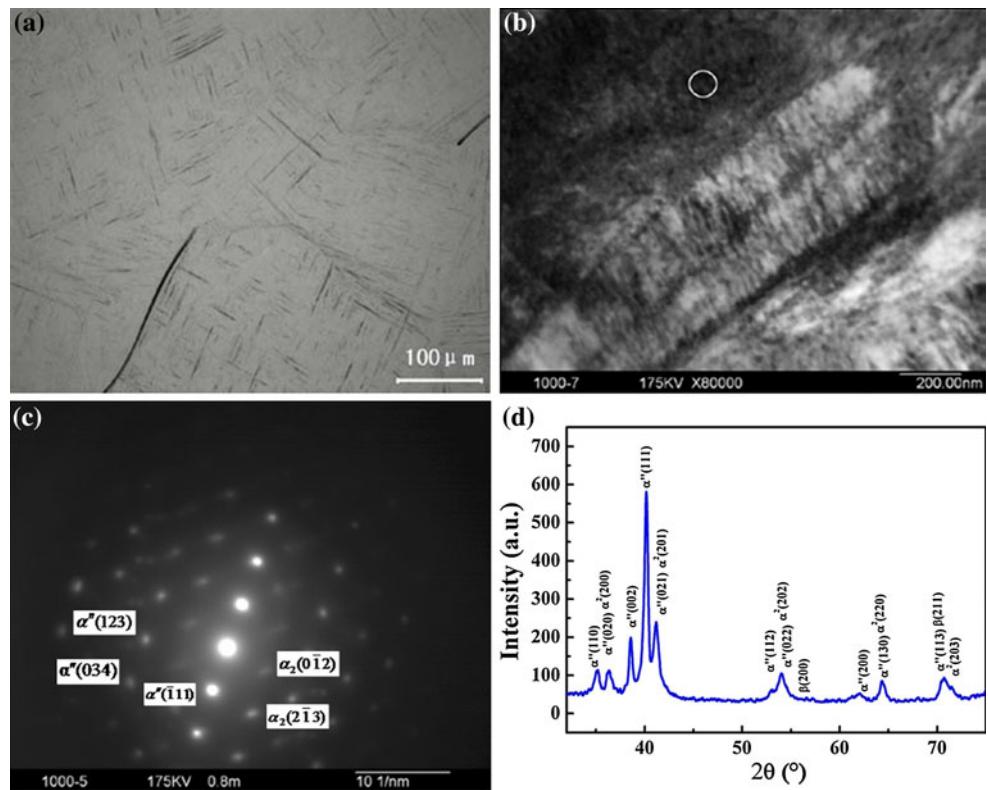 (a)
100 μm
(b)
1000-7 175KV X80000 200.00nm
(c)
α″(123)
α″(034)
α″(1̄11)
α₂(01̄2)
α₂(21̄3)
1000-5 175KV 0.8m 10 1/nm
(d)
Intensity (a.u.)
700
600
500
400
300
200
100
0
α''(110)
α''(020) α²(200)
α''(002)
α''(111)
α''(021) α²(201)
α''(112)
α''(022) α²(202)
β(200)
α''(200)
α''(130) α²(220)
α''(113) β(211)
α²(203)
40 50 60 70
2θ (°)